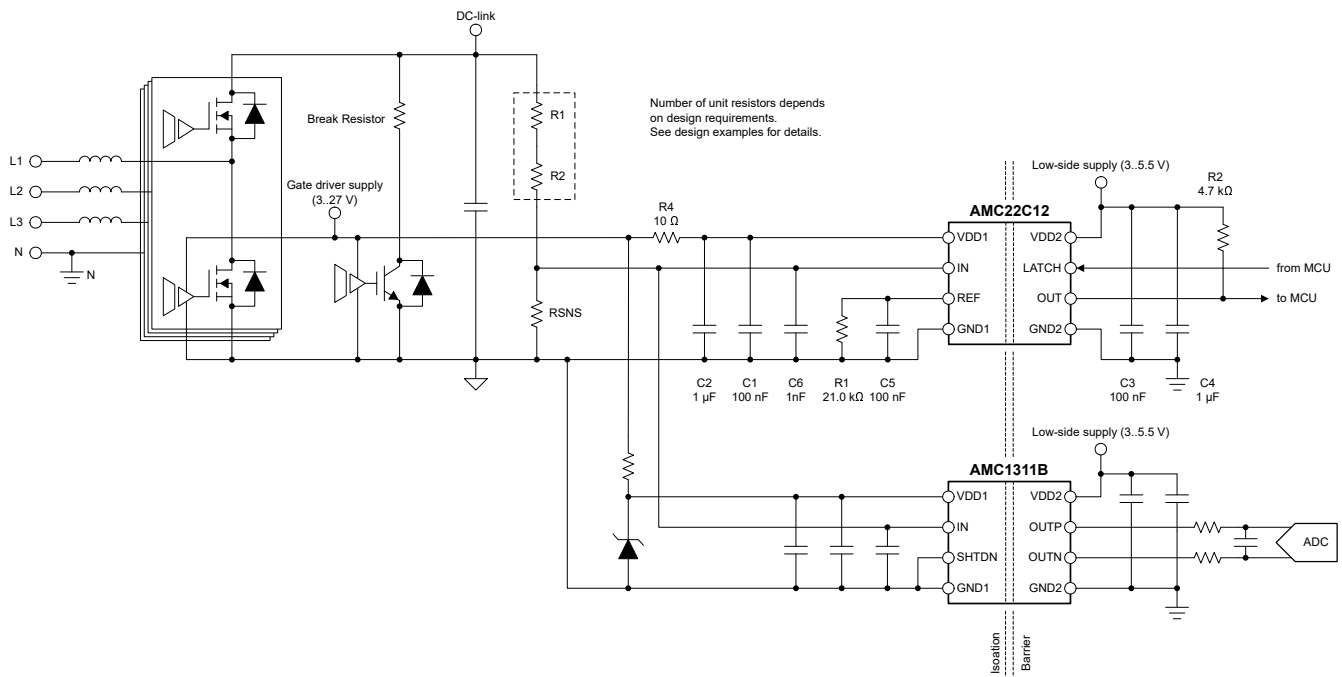 DC-link
Break Resistor
R1
R2
Number of unit resistors depends
on design requirements.
See design examples for details.
L1
L2
L3
N
N
Gate driver supply
(3..27 V)
RSNS
R4
10 Ω
Low-side supply (3..5.5 V)
R2
4.7 kΩ
AMC22C12
VDD1
IN
REF
GND1
VDD2
LATCH
OUT
GND2
from MCU
to MCU
C2
1 µF
C1
100 nF
C6
1nF
R1
21.0 kΩ
C5
100 nF
C3
100 nF
C4
1 µF
Low-side supply (3..5.5 V)
AMC1311B
VDD1
IN
SHTDN
GND1
VDD2
OUTP
OUTN
GND2
ADC
Isoation
Barrier